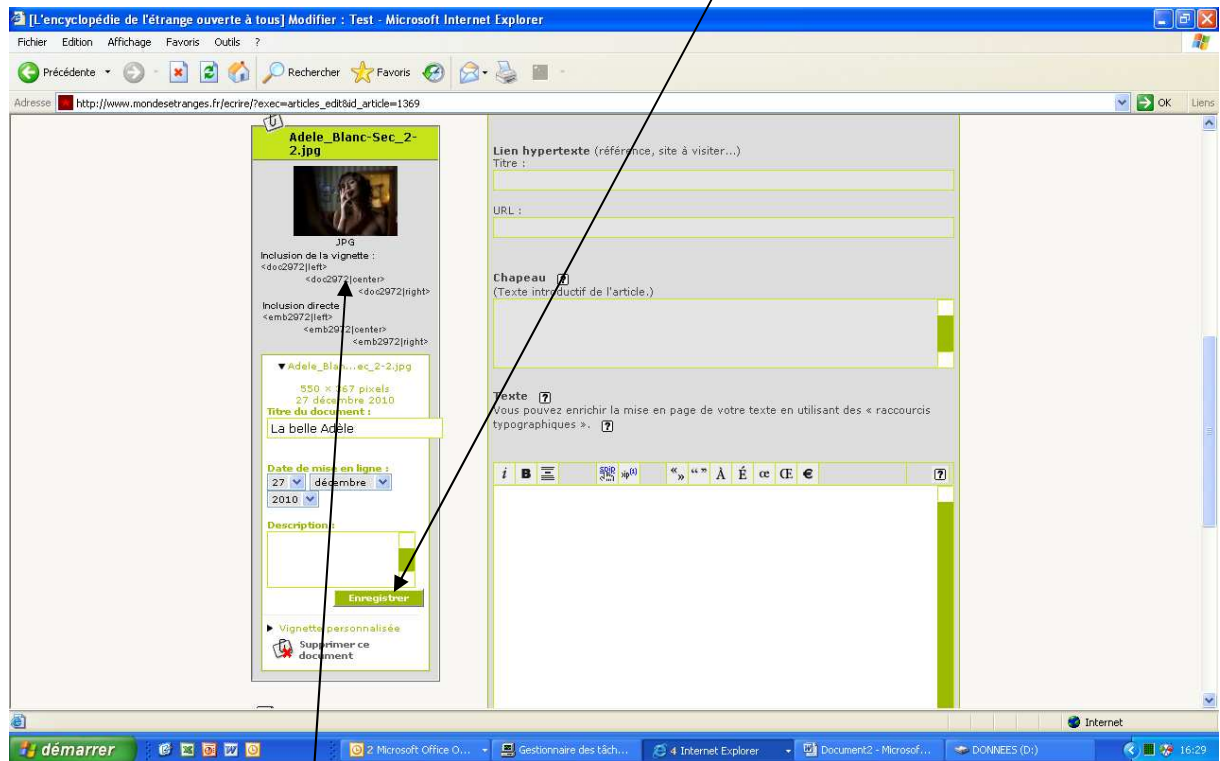 [L'encyclopédie de l'étrange ouverte à tous] Modifier : Test - Microsoft Internet Explorer
Fichier Edition Affichage Favoris Outils ?
Précédente Rechercher Favoris
Adresse http://www.mondesetranges.fr/ecrire/?exec=articles_edit&id_article=1369 OK Liens
Adele_Blanc-Sec_2-
2.jpg
JPG
Inclusion de la vignette :
<doc2972|left>
<doc2972|center>
<doc2972|right>
Inclusion directe :
<emb2972|left>
<emb2972|center>
<emb2972|right>
▼Adele_Blan...ec_2-2.jpg
550 × 367 pixels
27 décembre 2010
Titre du document :
La belle Adèle
Date de mise en ligne :
27 décembre
2010
Description :
Enregistrer
Vignette personnalisée
Supprimer ce
document
Lien hypertexte (référence, site à visiter...)
Titre :
URL :
Chapeau ?
(Texte introductif de l'article.)
Texte ?
Vous pouvez enrichir la mise en page de votre texte en utilisant des « raccourcis
typographiques ». ?
i B « » “ ” À É œ Œ € ?
Internet
démarrer 2 Microsoft Office O... Gestionnaire des tâch... 4 Internet Explorer Document2 - Microsof... DONNEES (D:) 16:29